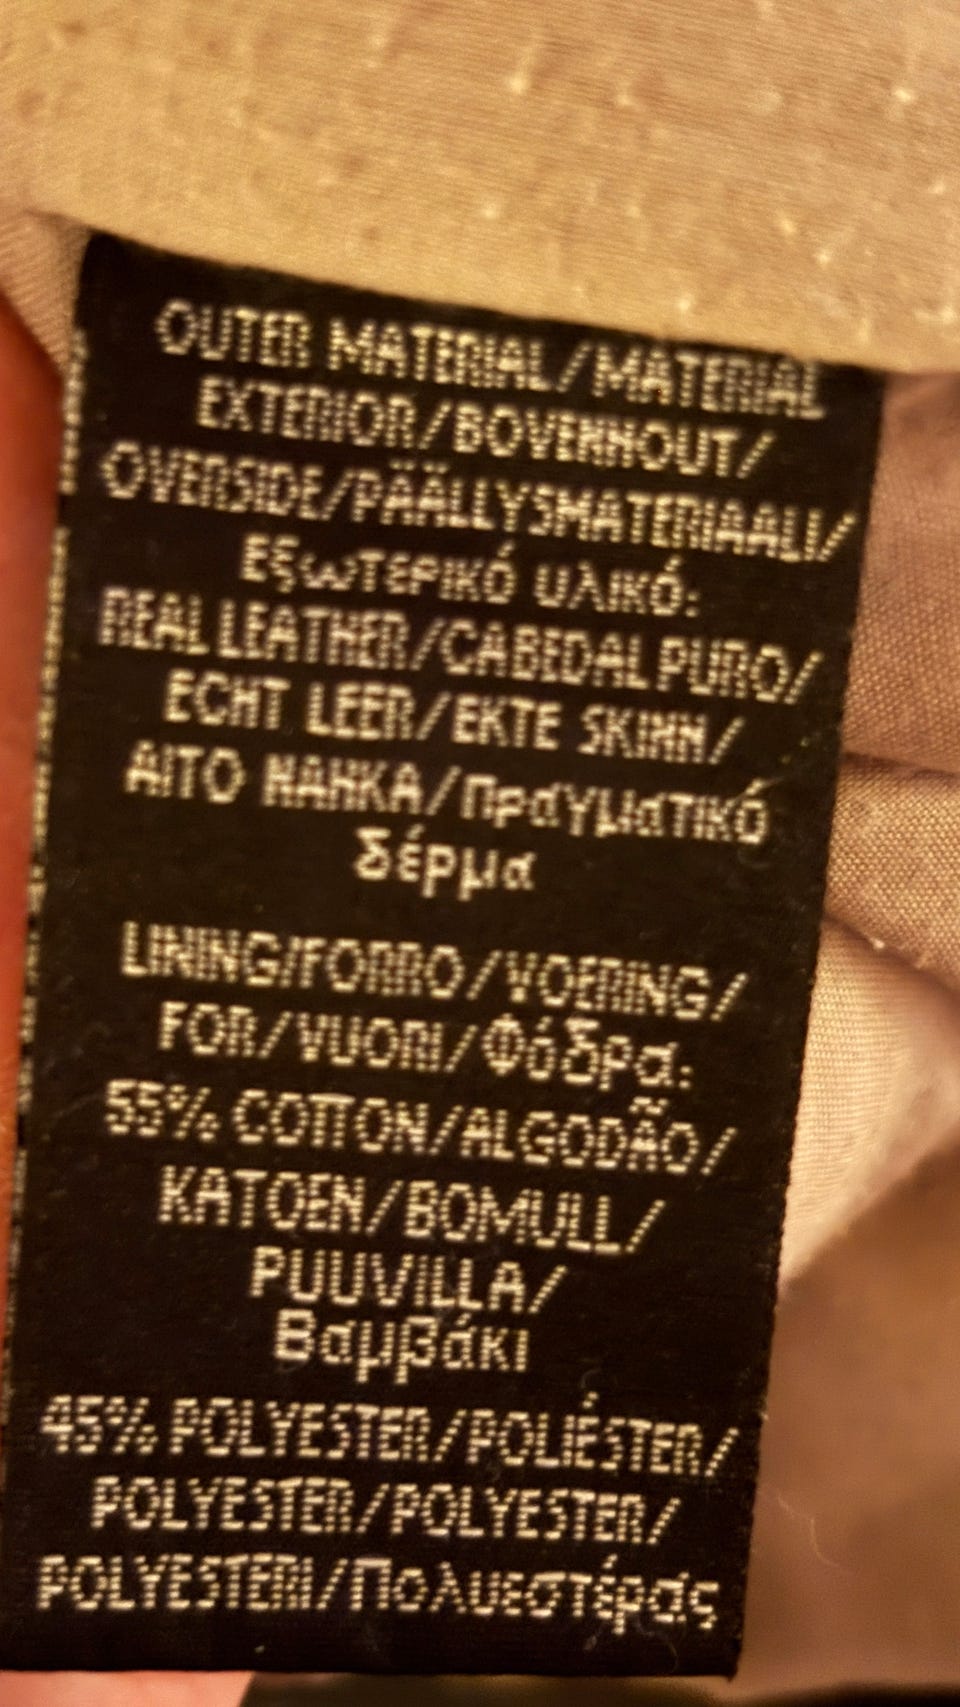 OUTER MATERIAL/MATERIAL
EXTERIOR/BOVENHOUT/
OVERSIDE/PÄÄLLYSMATERIAALI/
Εξωτερικό υλικό:
REAL LEATHER/CABEDAL PURO/
ECHT LEER/EKTE SKINN/
AITO NAHKA/Πραγματικό
δέρμα
LINING/FORRO/VOERING/
FOR/VUORI/Φόδρα:
55% COTTON/ALGODÃO/
KATOEN/BOMULL/
PUUVILLA/
Βαμβάκι
45% POLYESTER/POLIÉSTER/
POLYESTER/POLYESTER/
POLYESTERI/Πολυεστέρας